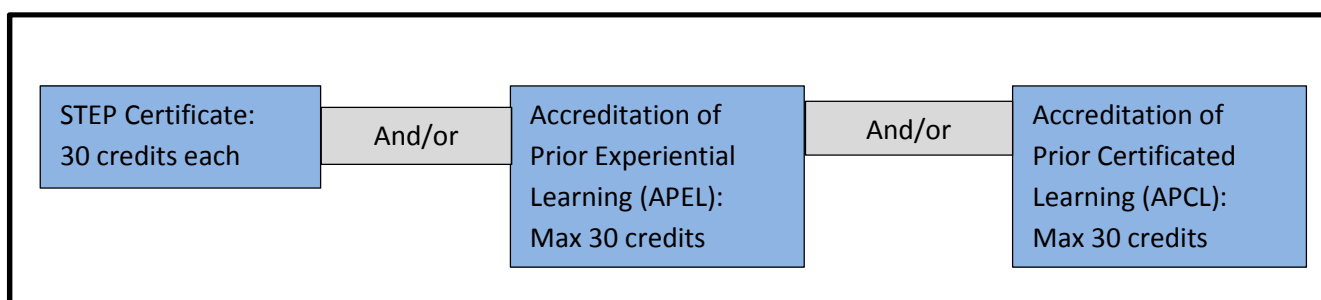 STEP Certificate:
30 credits each
And/or
Accreditation of
Prior Experiential
Learning (APEL):
Max 30 credits
And/or
Accreditation of
Prior Certificated
Learning (APCL):
Max 30 credits